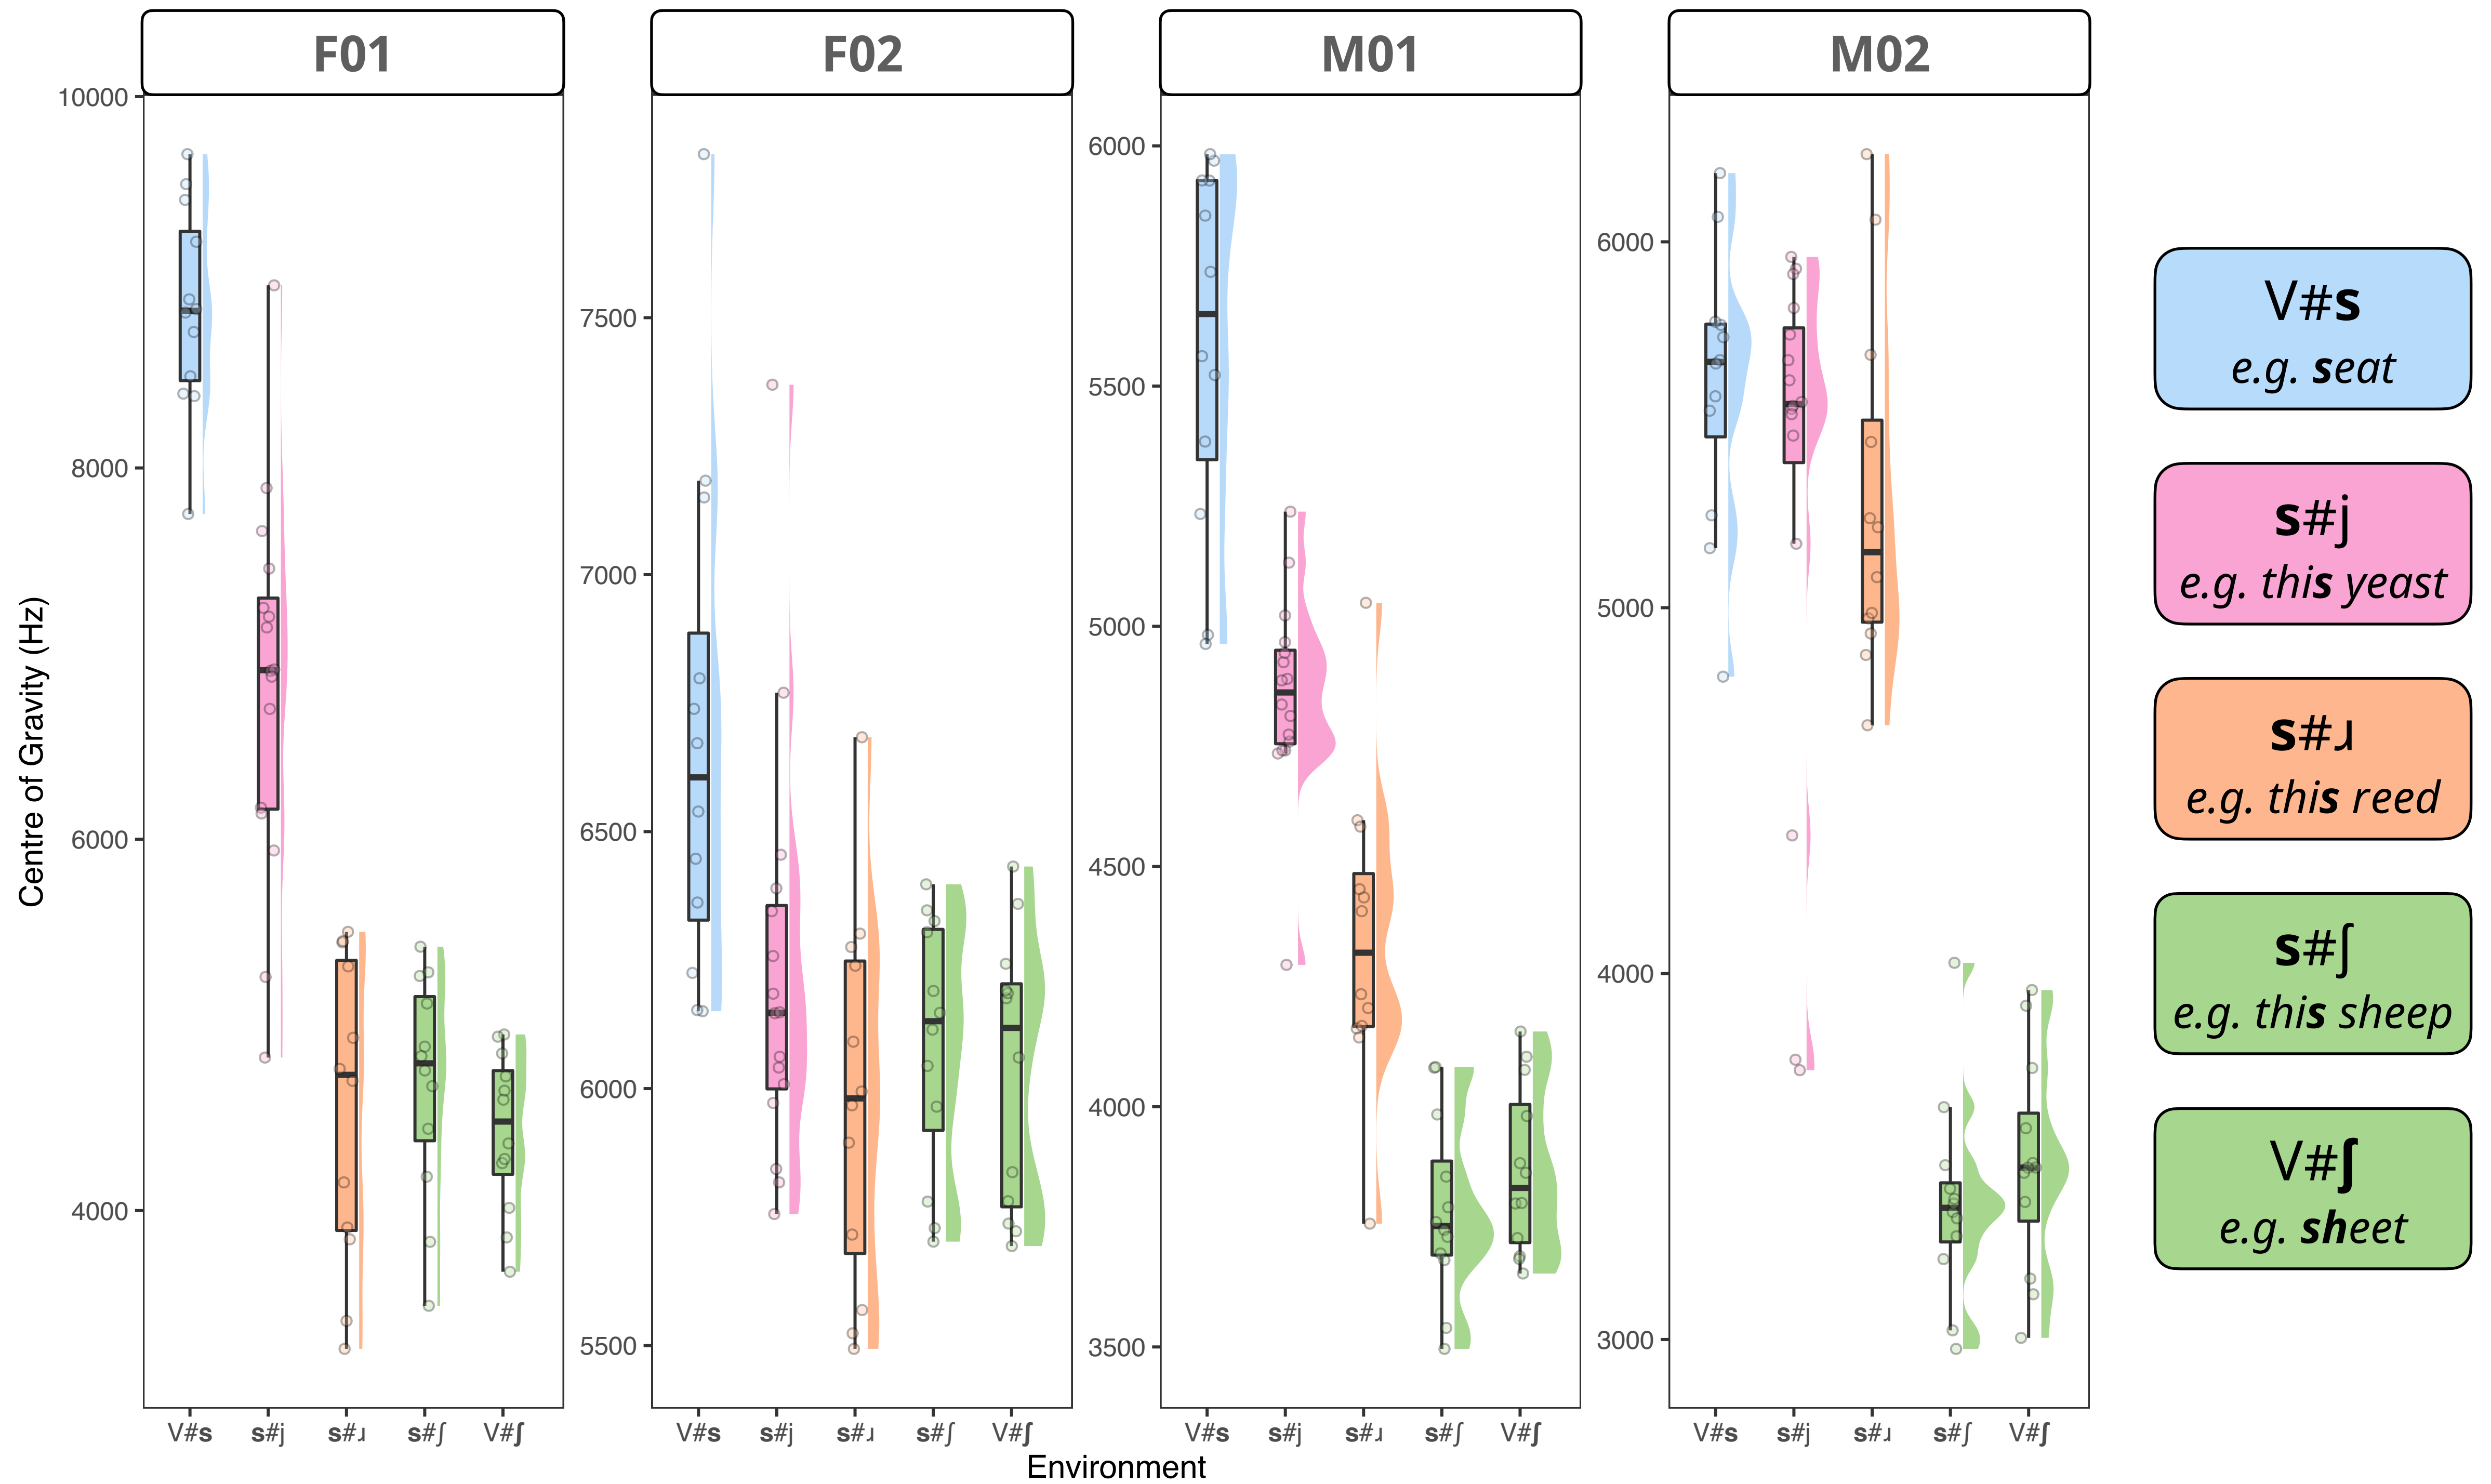 F01
F02
M01
M02
Centre of Gravity (Hz)
10000
8000
6000
4000
7500
7000
6500
6000
5500
6000
5500
5000
4500
4000
3500
6000
5000
4000
3000
V#s s#j s#ɹ s#ʃ V#ʃ
V#s s#j s#ɹ s#ʃ V#ʃ
V#s s#j s#ɹ s#ʃ V#ʃ
V#s s#j s#ɹ s#ʃ V#ʃ
Environment
V#s
e.g. seat
s#j
e.g. this yeast
s#ɹ
e.g. this reed
s#ʃ
e.g. this sheep
V#ʃ
e.g. sheet